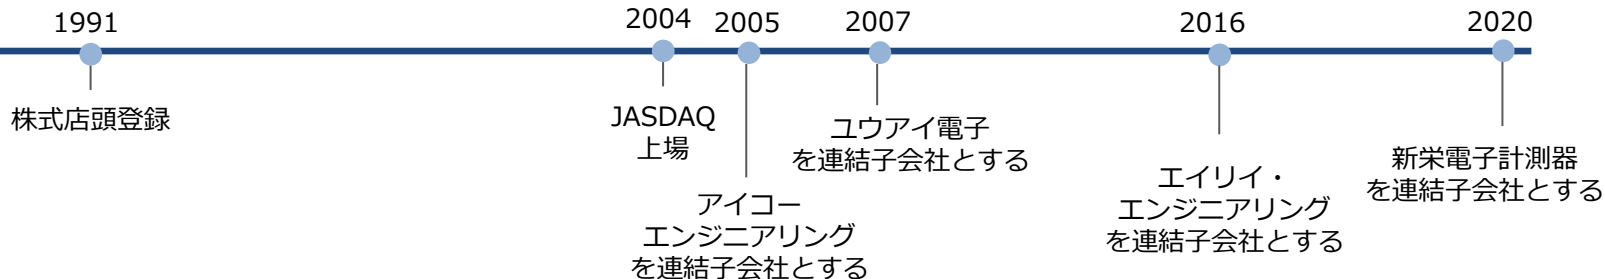 1991
2004
2005
2007
2016
2020
株式店頭登録
JASDAQ
上場
アイコー
エンジニアリング
を連結子会社とする
ユウアイ電子
を連結子会社とする
エイリイ・
エンジニアリング
を連結子会社とする
新栄電子計測器
を連結子会社とする